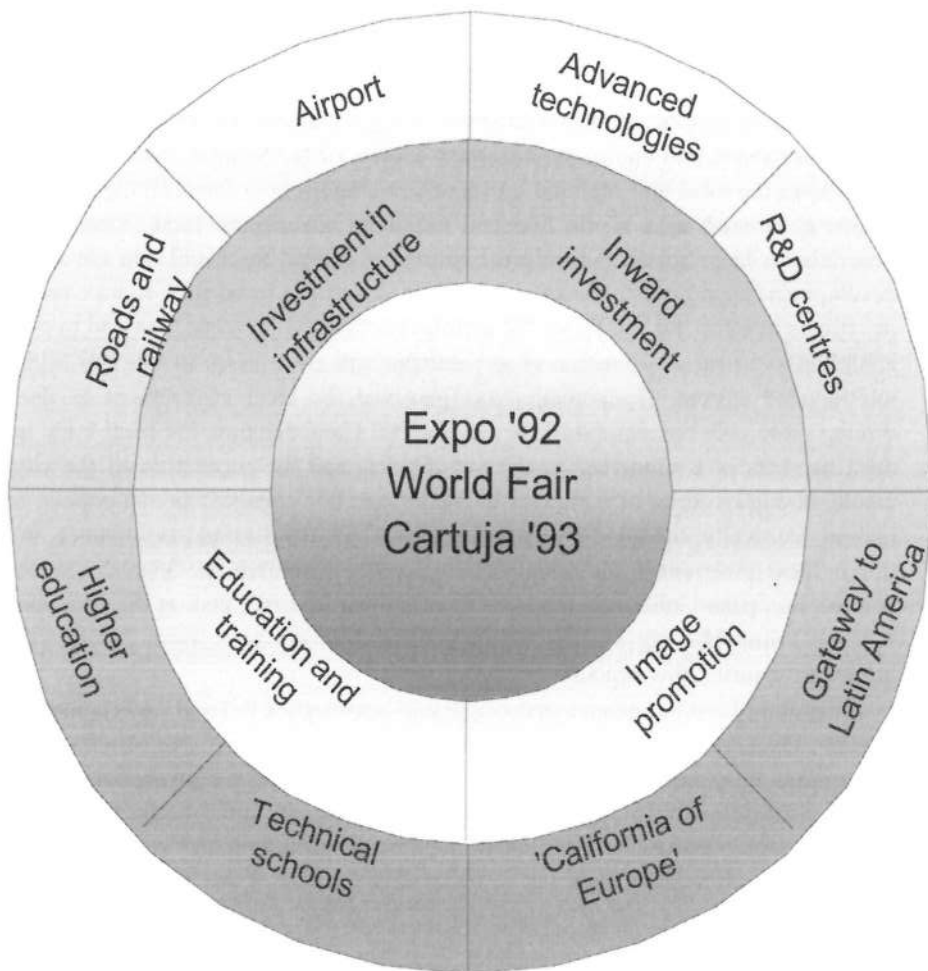 Airport
Advanced
technologies
Roads and
railway
Investment in
infrastructure
Inward
investment
R&D centres
Expo '92
World Fair
Cartuja '93
Higher
education
Education and
training
Image
promotion
Gateway to
Latin America
Technical
schools
'California of
Europe'